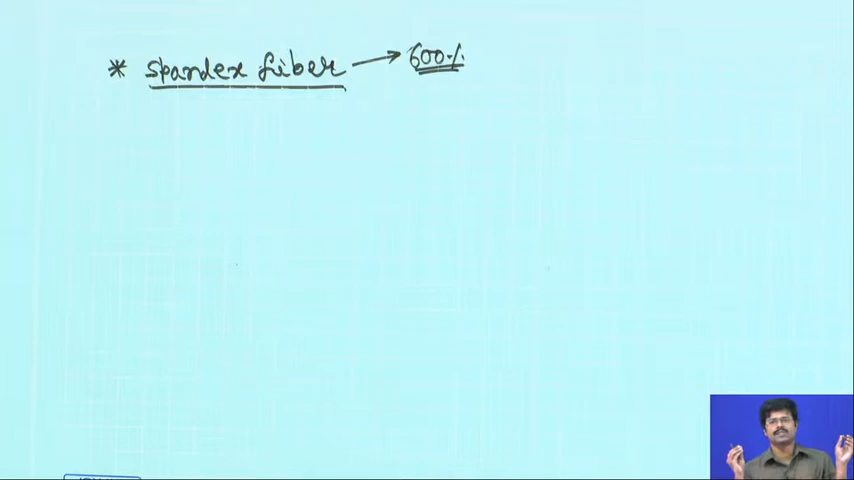 * spandex fiber → 600%